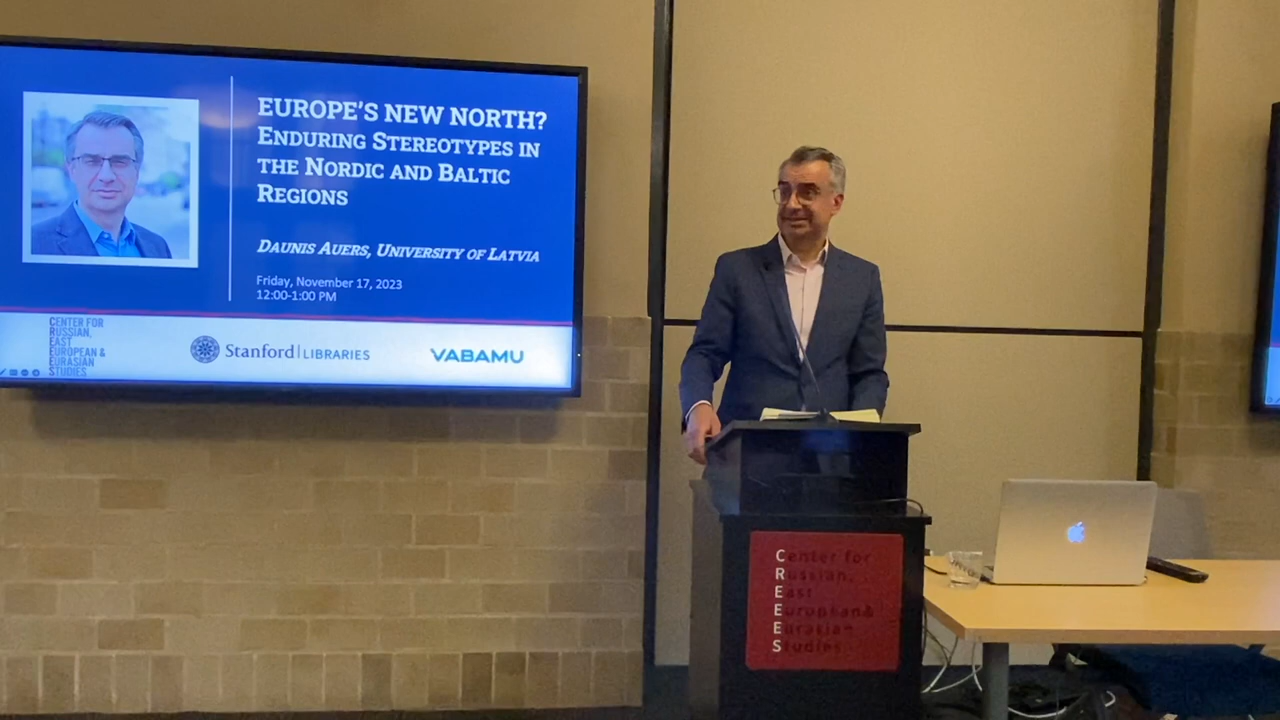 EUROPE'S NEW NORTH?
ENDURING STEREOTYPES IN
THE NORDIC AND BALTIC
REGIONS
DAUNIS AUERS, UNIVERSITY OF LATVIA
Friday, November 17, 2023
12:00-1:00 PM
CENTER FOR
RUSSIAN,
EAST
EUROPEAN &
EURASIAN
STUDIES
Stanford | LIBRARIES
VABAMU
Center for
Russian,
East
European&
Eurasian
Studies